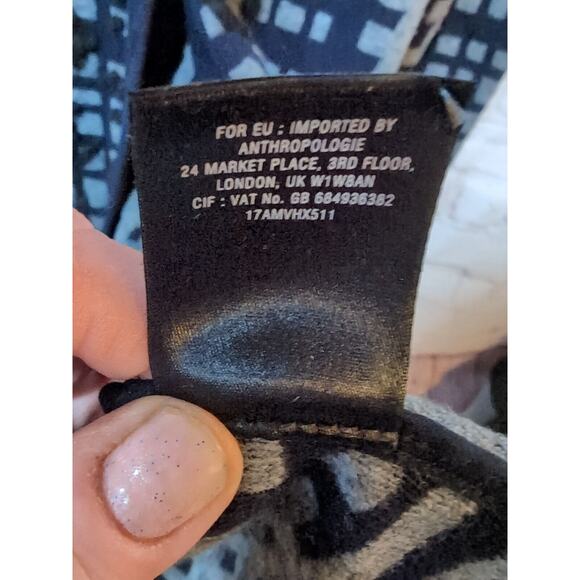 FOR EU : IMPORTED BY
ANTHROPOLOGIE
24 MARKET PLACE, 3RD FLOOR,
LONDON, UK W1W8AN
CIF : VAT No. GB 684936382
17AMVHX511